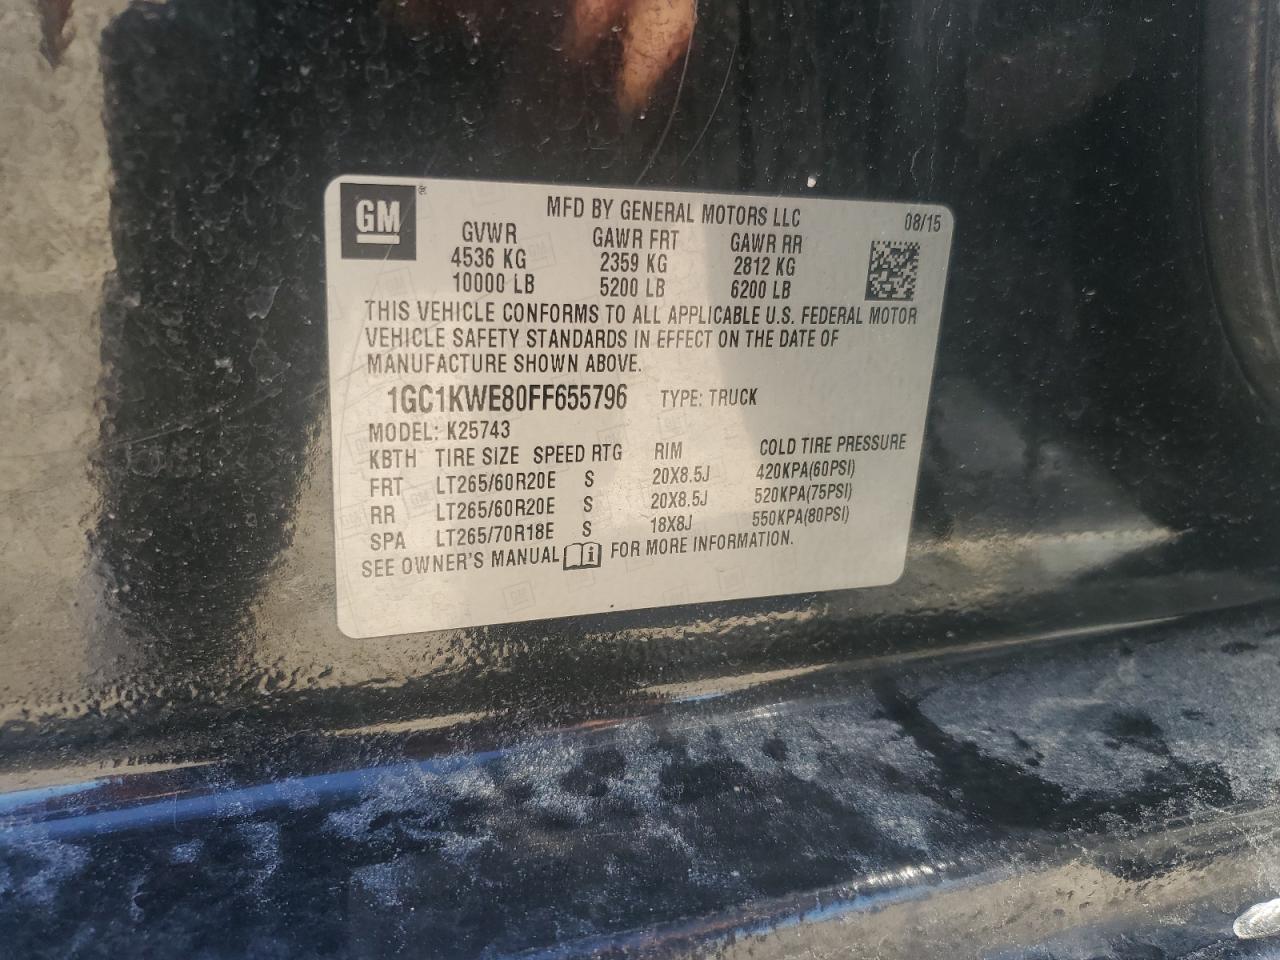 GM
MFD BY GENERAL MOTORS LLC 08/15
GVWR GAWR FRT GAWR RR
4536 KG 2359 KG 2812 KG
10000 LB 5200 LB 6200 LB
THIS VEHICLE CONFORMS TO ALL APPLICABLE U.S. FEDERAL MOTOR
VEHICLE SAFETY STANDARDS IN EFFECT ON THE DATE OF
MANUFACTURE SHOWN ABOVE.
1GC1KWE80FF655796 TYPE: TRUCK
MODEL: K25743
KBTH TIRE SIZE SPEED RTG RIM COLD TIRE PRESSURE
FRT LT265/60R20E S 20X8.5J 420KPA(60PSI)
RR LT265/60R20E S 20X8.5J 520KPA(75PSI)
SPA LT265/70R18E S 18X8J 550KPA(80PSI)
SEE OWNER'S MANUAL FOR MORE INFORMATION.